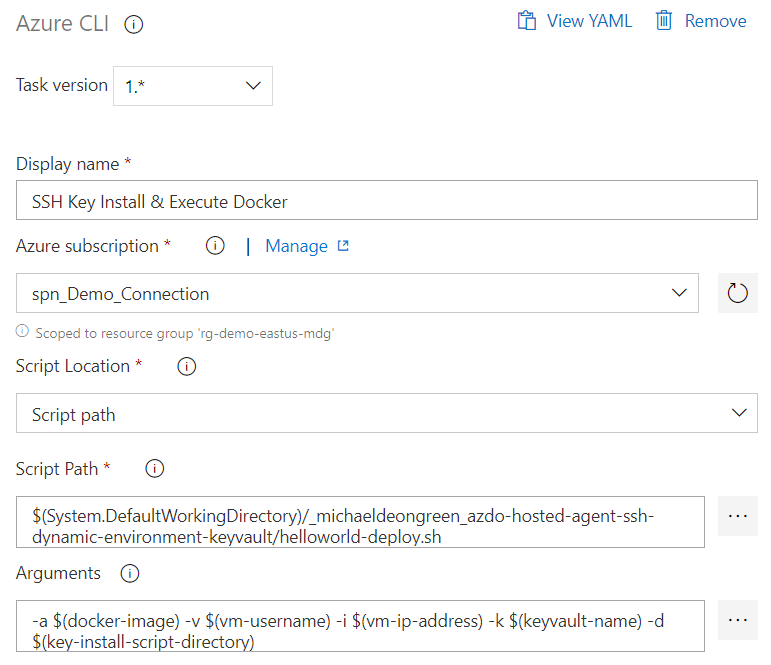 Azure CLI
View YAML
Remove
Task version
1.*
Display name *
SSH Key Install & Execute Docker
Azure subscription *
|
Manage
spn_Demo_Connection
Scoped to resource group 'rg-demo-eastus-mdg'
Script Location *
Script path
Script Path *
$(System.DefaultWorkingDirectory)/_michaeldeongreen_azdo-hosted-agent-ssh-
dynamic-environment-keyvault/helloworld-deploy.sh
...
Arguments
-a $(docker-image) -v $(vm-username) -i $(vm-ip-address) -k $(keyvault-name) -d
$(key-install-script-directory)
...